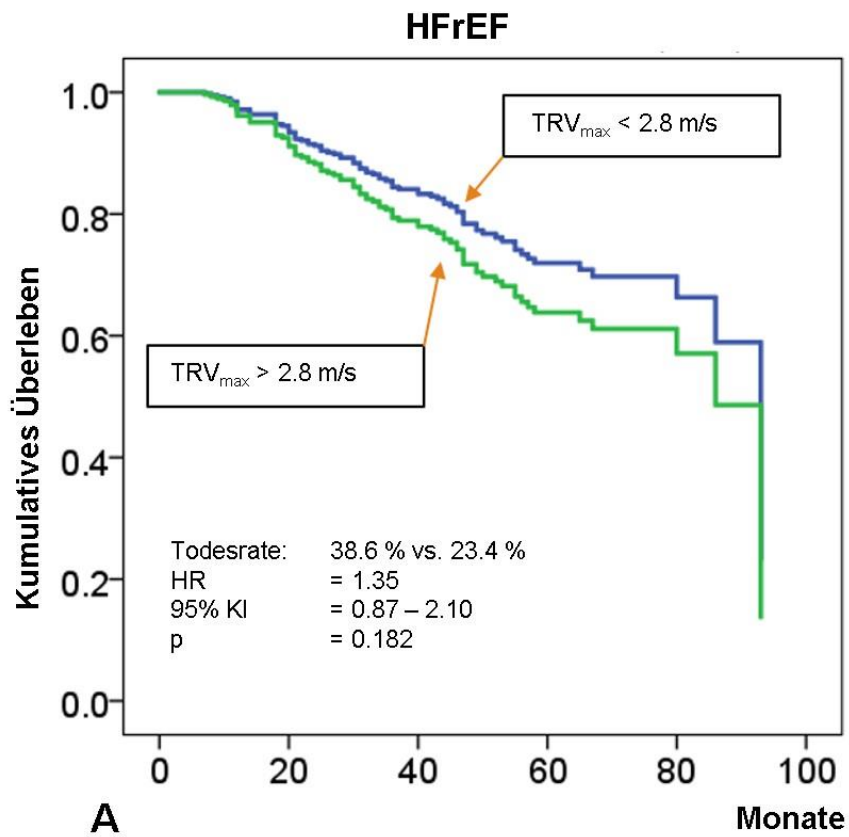 HFrEF
1.0
TRVmax < 2.8 m/s
0.8
Kumulatives Überleben
0.6
TRVmax > 2.8 m/s
0.4
Todesrate: 38.6 % vs. 23.4 %
HR = 1.35
95% KI = 0.87 – 2.10
p = 0.182
0.2
0.0
0 20 40 60 80 100
A Monate